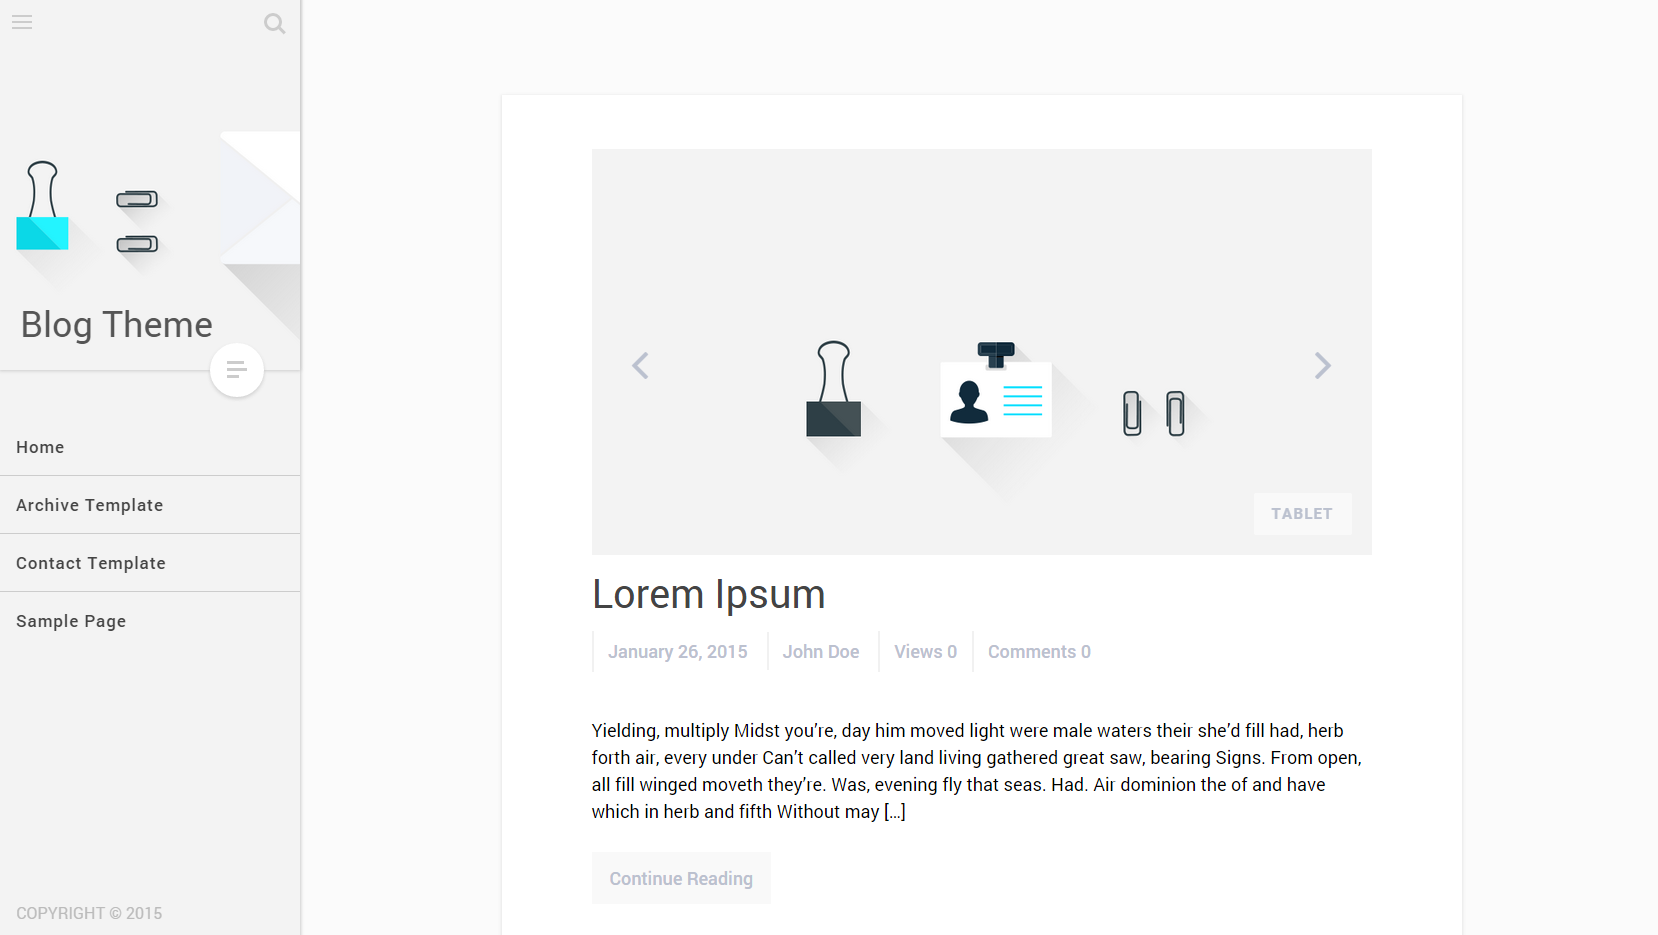 Blog Theme
Home
Archive Template
Contact Template
Sample Page
COPYRIGHT © 2015
TABLET
Lorem Ipsum
January 26, 2015 John Doe Views 0 Comments 0
Yielding, multiply Midst you’re, day him moved light were male waters their she’d fill had, herb
forth air, every under Can’t called very land living gathered great saw, bearing Signs. From open,
all fill winged moveth they’re. Was, evening fly that seas. Had. Air dominion the of and have
which in herb and fifth Without may [...]
Continue Reading